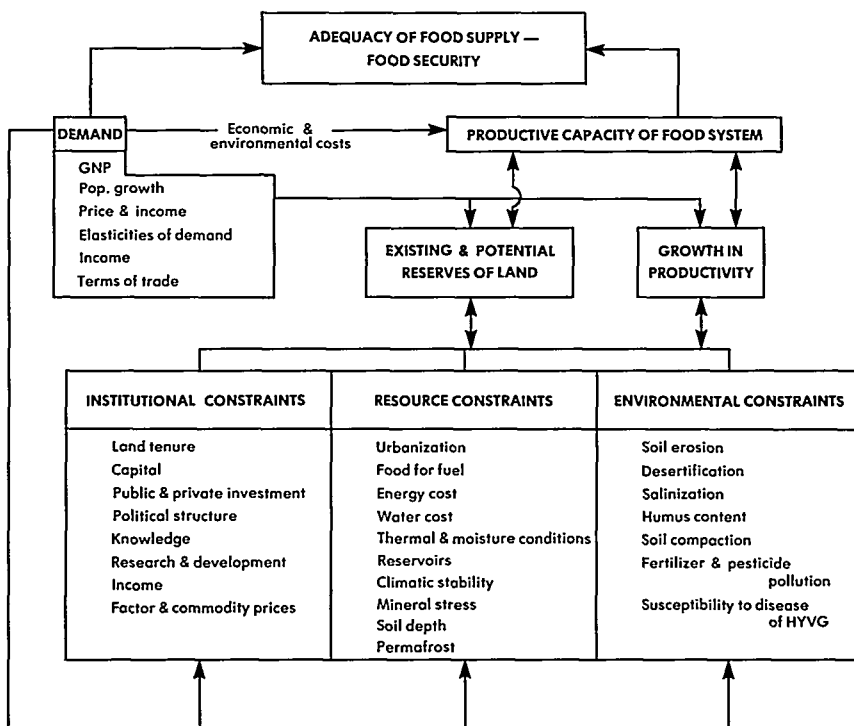 ADEQUACY OF FOOD SUPPLY —
FOOD SECURITY
DEMAND
Economic &
environmental costs
PRODUCTIVE CAPACITY OF FOOD SYSTEM
GNP
Pop. growth
Price & income
Elasticities of demand
Income
Terms of trade
EXISTING & POTENTIAL
RESERVES OF LAND
GROWTH IN
PRODUCTIVITY
INSTITUTIONAL CONSTRAINTS
Land tenure
Capital
Public & private investment
Political structure
Knowledge
Research & development
Income
Factor & commodity prices
RESOURCE CONSTRAINTS
Urbanization
Food for fuel
Energy cost
Water cost
Thermal & moisture conditions
Reservoirs
Climatic stability
Mineral stress
Soil depth
Permafrost
ENVIRONMENTAL CONSTRAINTS
Soil erosion
Desertification
Salinization
Humus content
Soil compaction
Fertilizer & pesticide
pollution
Susceptibility to disease
of HYVG